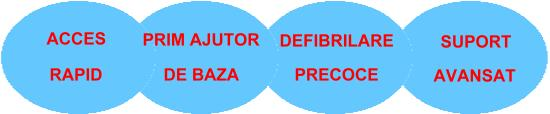 ACCES
RAPID
PRIM AJUTOR
DE BAZA
DEFIBRILARE
PRECOCE
SUPORT
AVANSAT